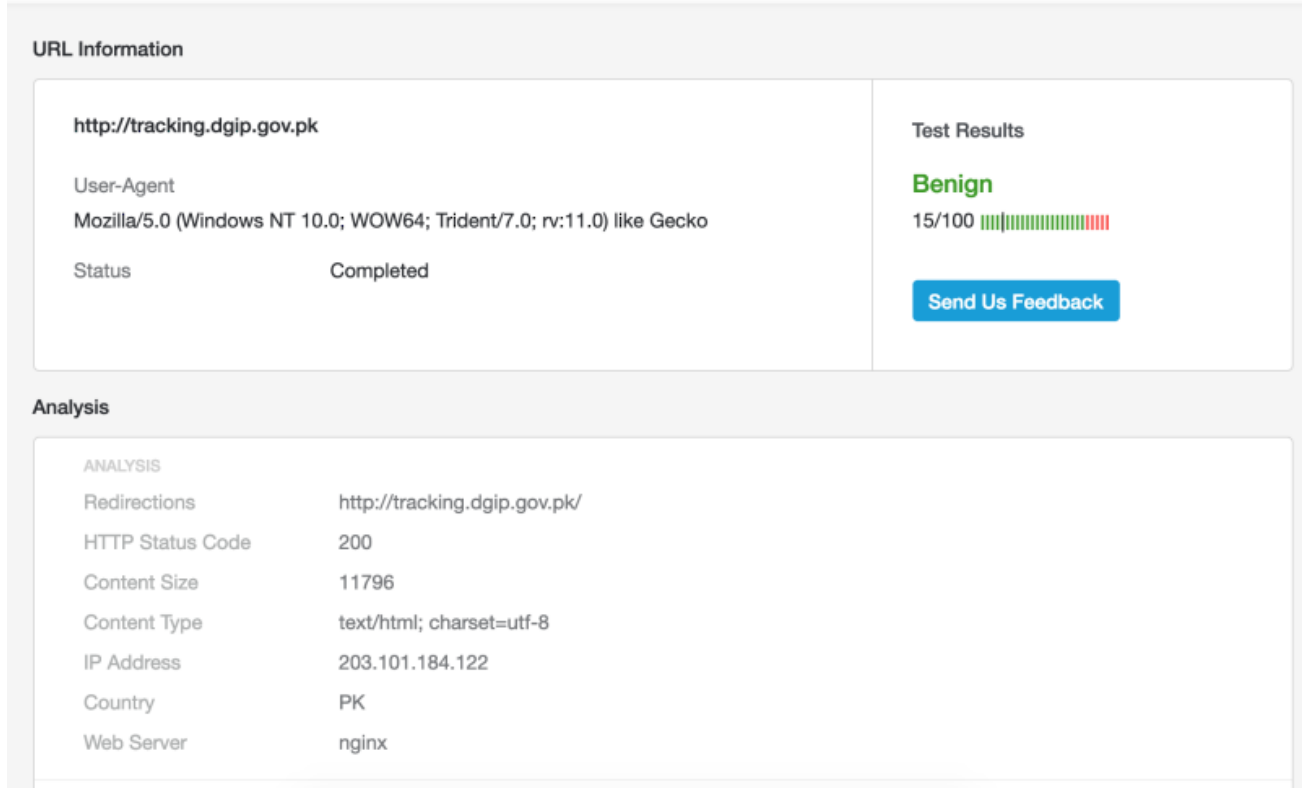 URL Information
http://tracking.dgip.gov.pk
User-Agent
Mozilla/5.0 (Windows NT 10.0; WOW64; Trident/7.0; rv:11.0) like Gecko
Status Completed
Test Results
Benign
15/100
Send Us Feedback
Analysis
ANALYSIS
Redirections http://tracking.dgip.gov.pk/
HTTP Status Code 200
Content Size 11796
Content Type text/html; charset=utf-8
IP Address 203.101.184.122
Country PK
Web Server nginx